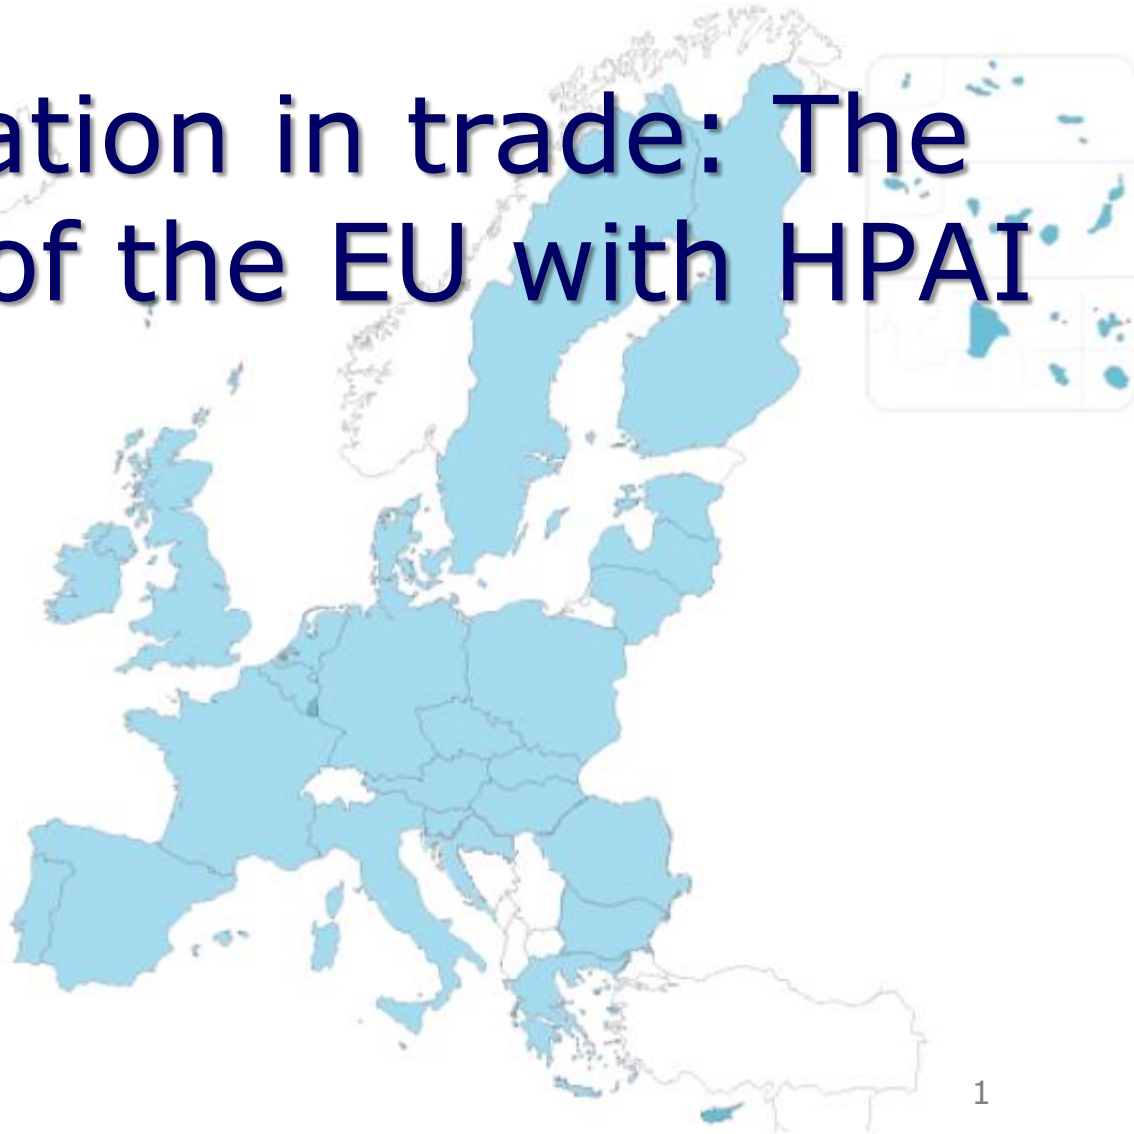 ation in trade: The
of the EU with HPAI
1